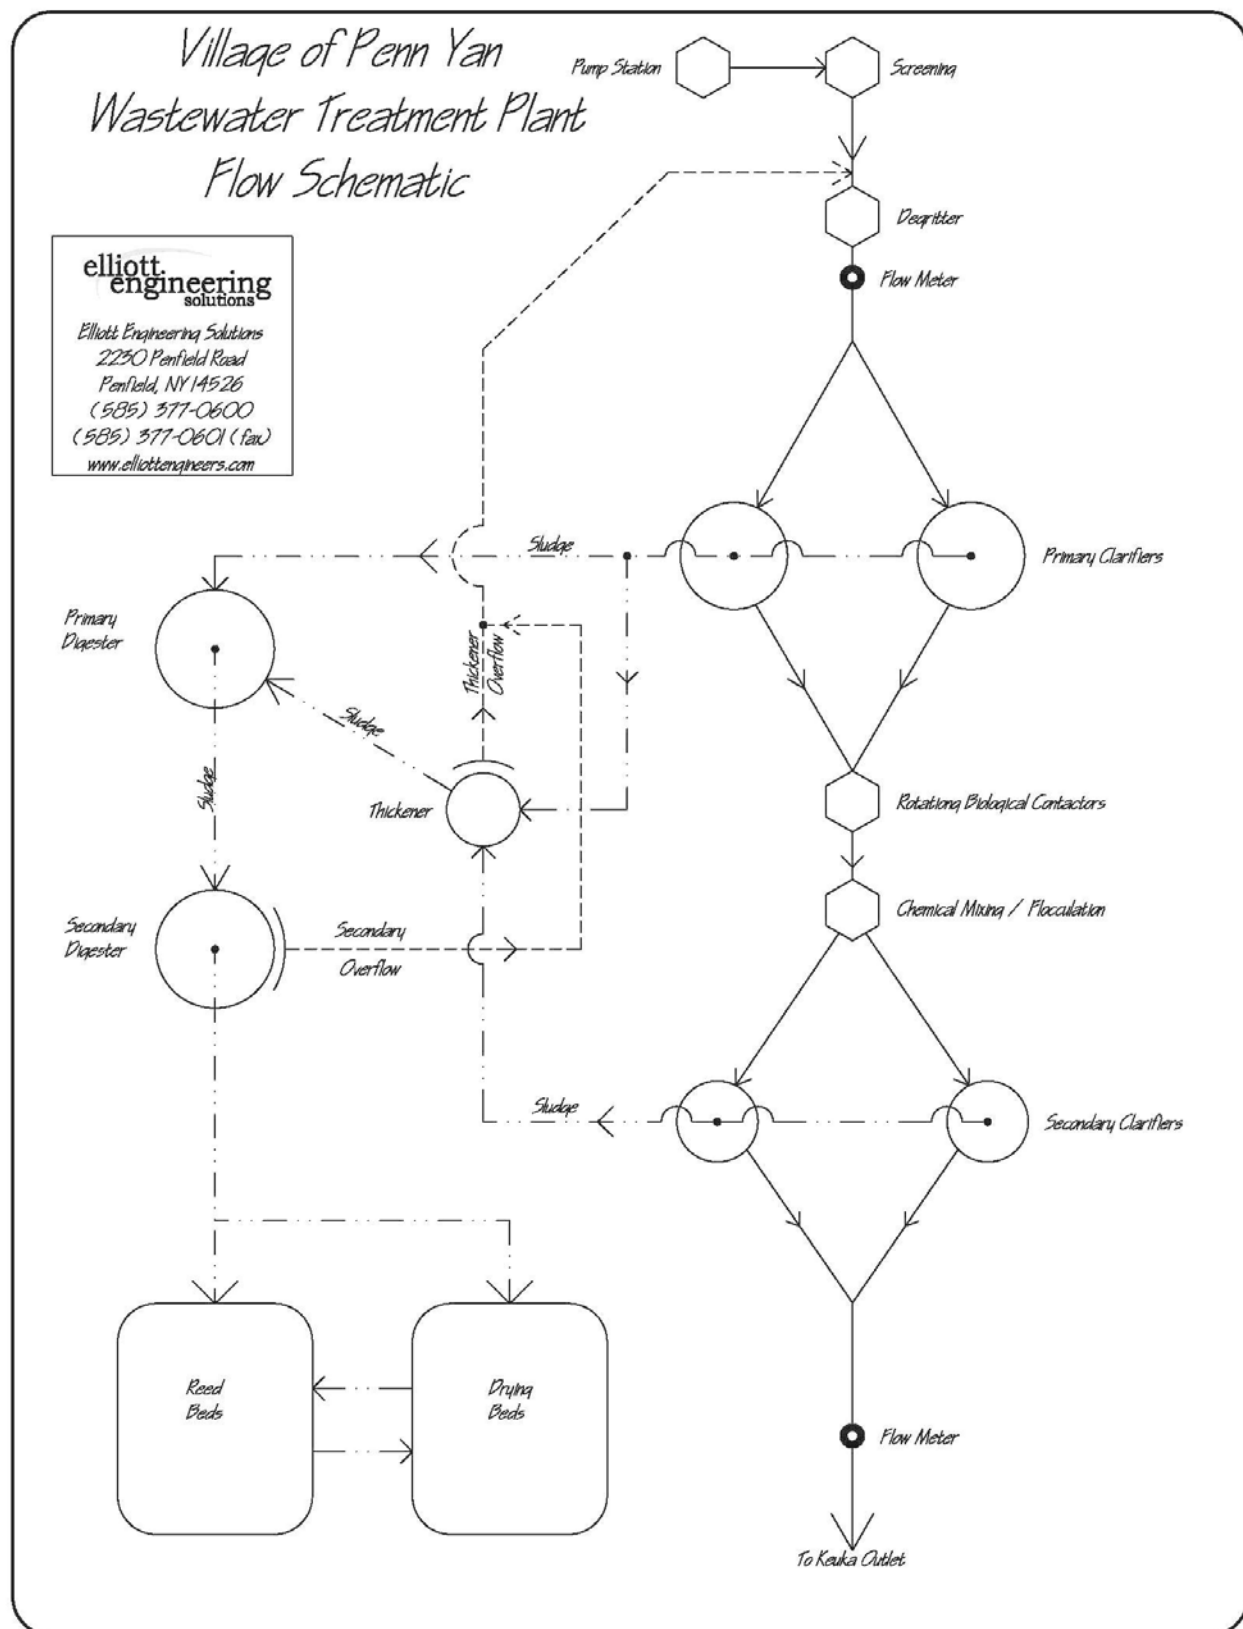 Village of Penn Yan
Wastewater Treatment Plant
Flow Schematic
elliott
engineering
solutions
Elliott Engineering Solutions
2230 Penfield Road
Penfield, NY 14526
(585) 377-0600
(585) 377-0601 (fax)
www.elliottengineers.com
Pump Station
Screening
Degritter
Flow Meter
Sludge
Primary Clarifiers
Primary
Digester
Thickener
Overflow
Sludge
Sludge
Thickener
Rotationg Biological Contactors
Chemical Mixing / Flocculation
Secondary
Digester
Secondary
Overflow
Sludge
Secondary Clarifiers
Reed
Beds
Drying
Beds
Flow Meter
To Keuka Outlet